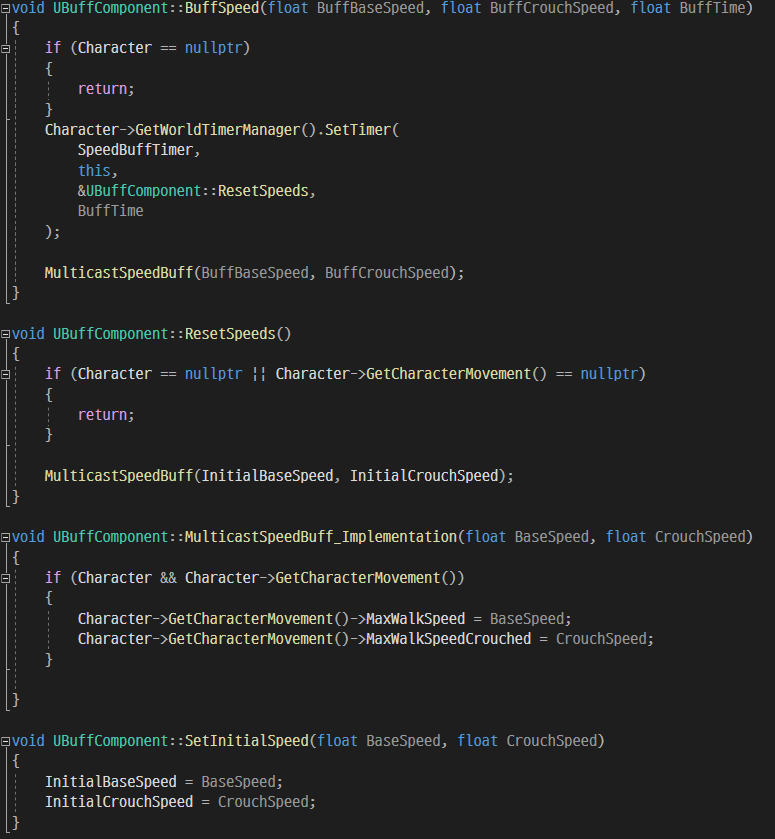 void UBuffComponent::BuffSpeed(float BuffBaseSpeed, float BuffCrouchSpeed, float BuffTime)
{
    if (Character == nullptr)
    {
        return;
    }
    Character->GetWorldTimerManager().SetTimer(
        SpeedBuffTimer,
        this,
        &UBuffComponent::ResetSpeeds,
        BuffTime
    );

    MulticastSpeedBuff(BuffBaseSpeed, BuffCrouchSpeed);
}

void UBuffComponent::ResetSpeeds()
{
    if (Character == nullptr || Character->GetCharacterMovement() == nullptr)
    {
        return;
    }

    MulticastSpeedBuff(InitialBaseSpeed, InitialCrouchSpeed);
}

void UBuffComponent::MulticastSpeedBuff_Implementation(float BaseSpeed, float CrouchSpeed)
{
    if (Character && Character->GetCharacterMovement())
    {
        Character->GetCharacterMovement()->MaxWalkSpeed = BaseSpeed;
        Character->GetCharacterMovement()->MaxWalkSpeedCrouched = CrouchSpeed;
    }

}

void UBuffComponent::SetInitialSpeed(float BaseSpeed, float CrouchSpeed)
{
    InitialBaseSpeed = BaseSpeed;
    InitialCrouchSpeed = CrouchSpeed;
}